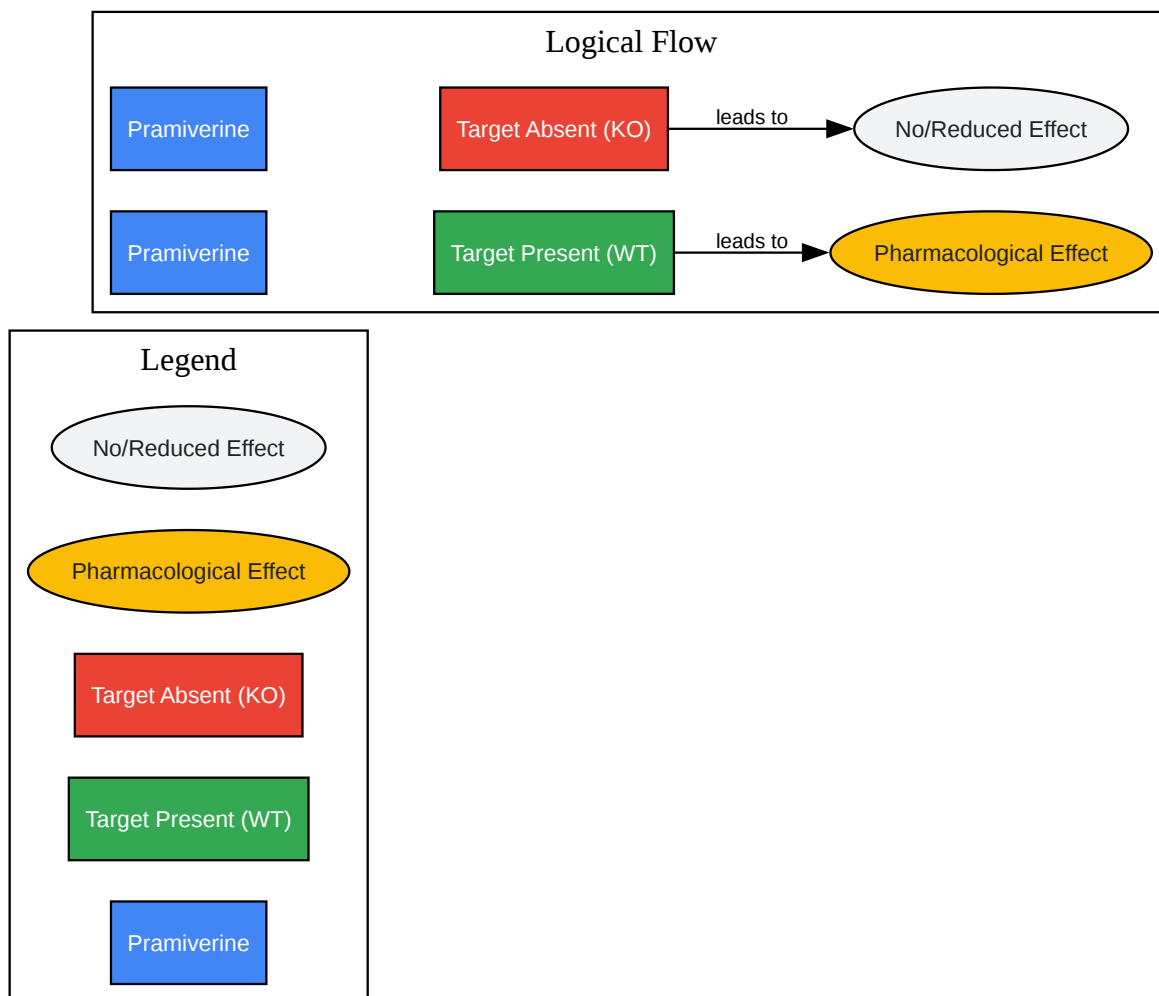 Logical Flow
Pramiverine
Target Absent (KO)
leads to
No/Reduced Effect
Pramiverine
Target Present (WT)
leads to
Pharmacological Effect
Legend
No/Reduced Effect
Pharmacological Effect
Target Absent (KO)
Target Present (WT)
Pramiverine